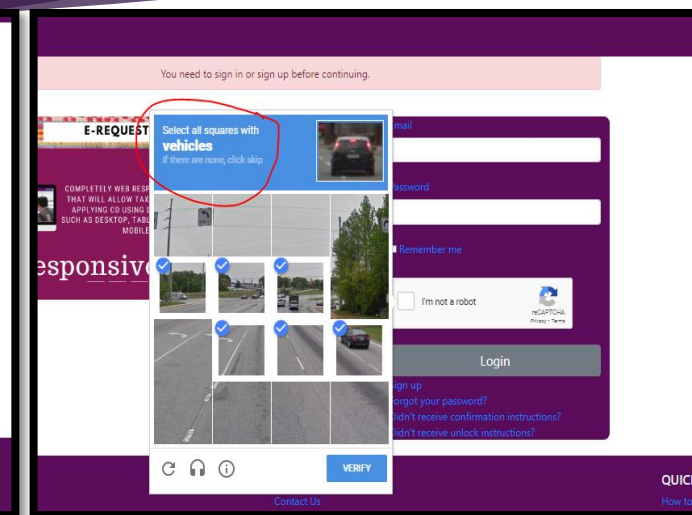 You need to sign in or sign up before continuing.
E-REQUEST
COMPLETELY WEB RESP
THAT WILL ALLOW TAX
APPLYING CD USING D
SUCH AS DESKTOP, TABL
MOBILE
esponsive
Select all squares with
vehicles
If there are none, click skip
VERIFY
Email
Password
Remember me
I'm not a robot
reCAPTCHA
Privacy - Terms
Login
Sign up
Forgot your password?
Didn't receive confirmation instructions?
Didn't receive unlock instructions?
Contact Us
QUICK
How to